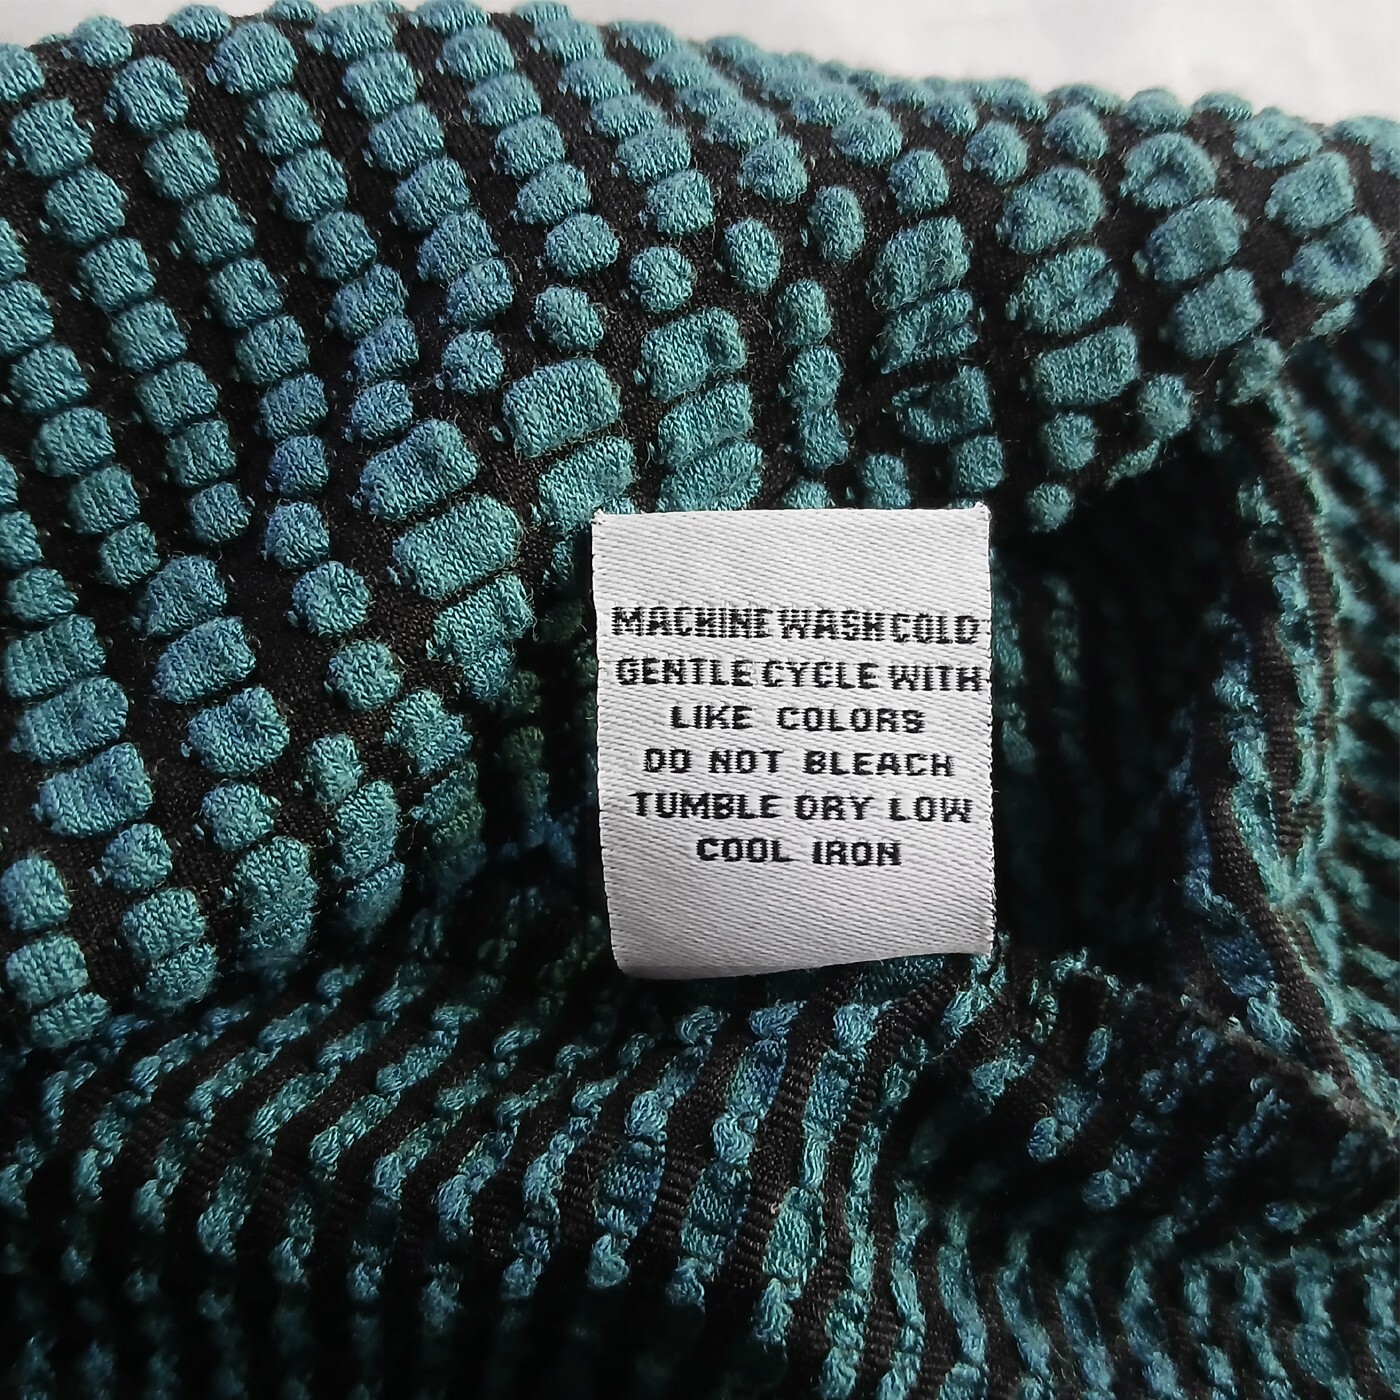 MACHINE WASH COLD
GENTLE CYCLE WITH
LIKE COLORS
DO NOT BLEACH
TUMBLE DRY LOW
COOL IRON